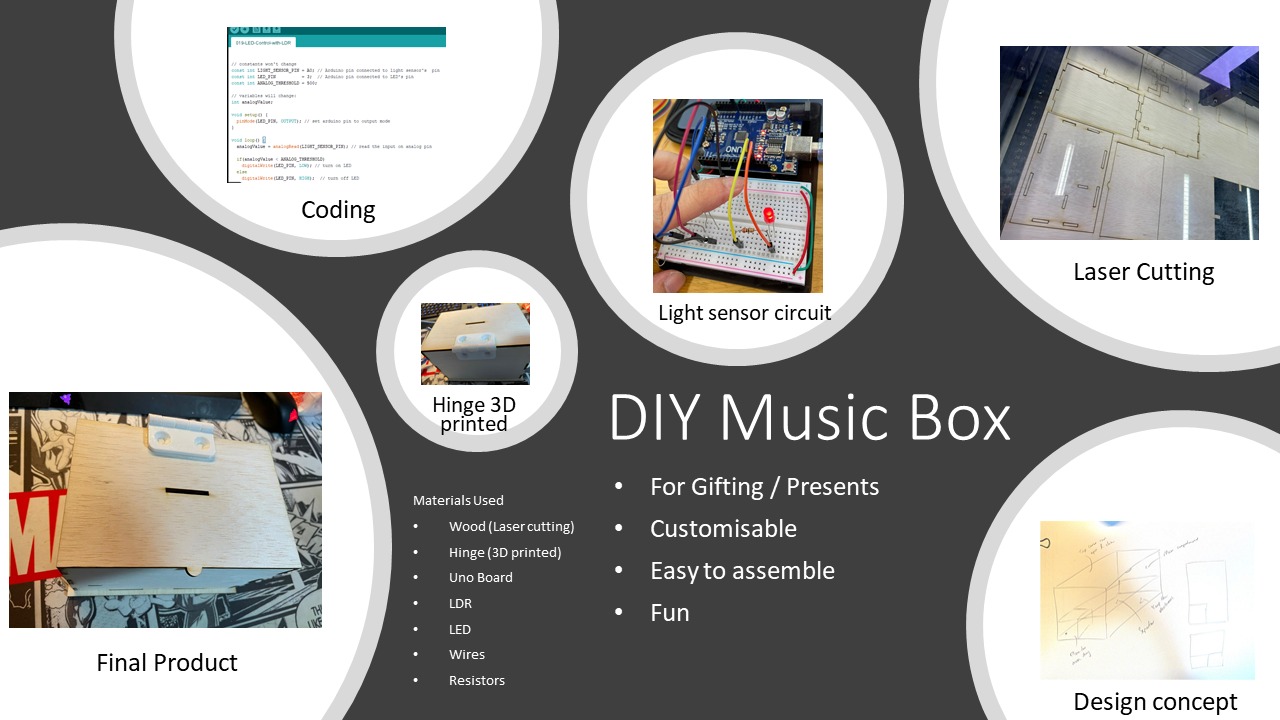 019-LED-Control-with-LDR
// constants won't change
const int LIGHT_SENSOR_PIN = A0; // Arduino pin connected to light sensor's pin
const int LED_PIN = 3; // Arduino pin connected to LED's pin
const int ANALOG_THRESHOLD = 500;
// variables will change:
int analogValue;
void setup() {
pinMode(LED_PIN, OUTPUT); // set arduino pin to output mode
}
void loop() {
analogValue = analogRead(LIGHT_SENSOR_PIN); // read the input on analog pin
if(analogValue < ANALOG_THRESHOLD)
digitalWrite(LED_PIN, LOW); // turn on LED
else
digitalWrite(LED_PIN, HIGH); // turn off LED
Coding
UNO
Light sensor circuit
Laser Cutting
Hinge 3D
printed
DIY Music Box
• For Gifting / Presents
• Customisable
• Easy to assemble
• Fun
Materials Used
• Wood (Laser cutting)
• Hinge (3D printed)
• Uno Board
• LDR
• LED
• Wires
• Resistors
Final Product
Design concept